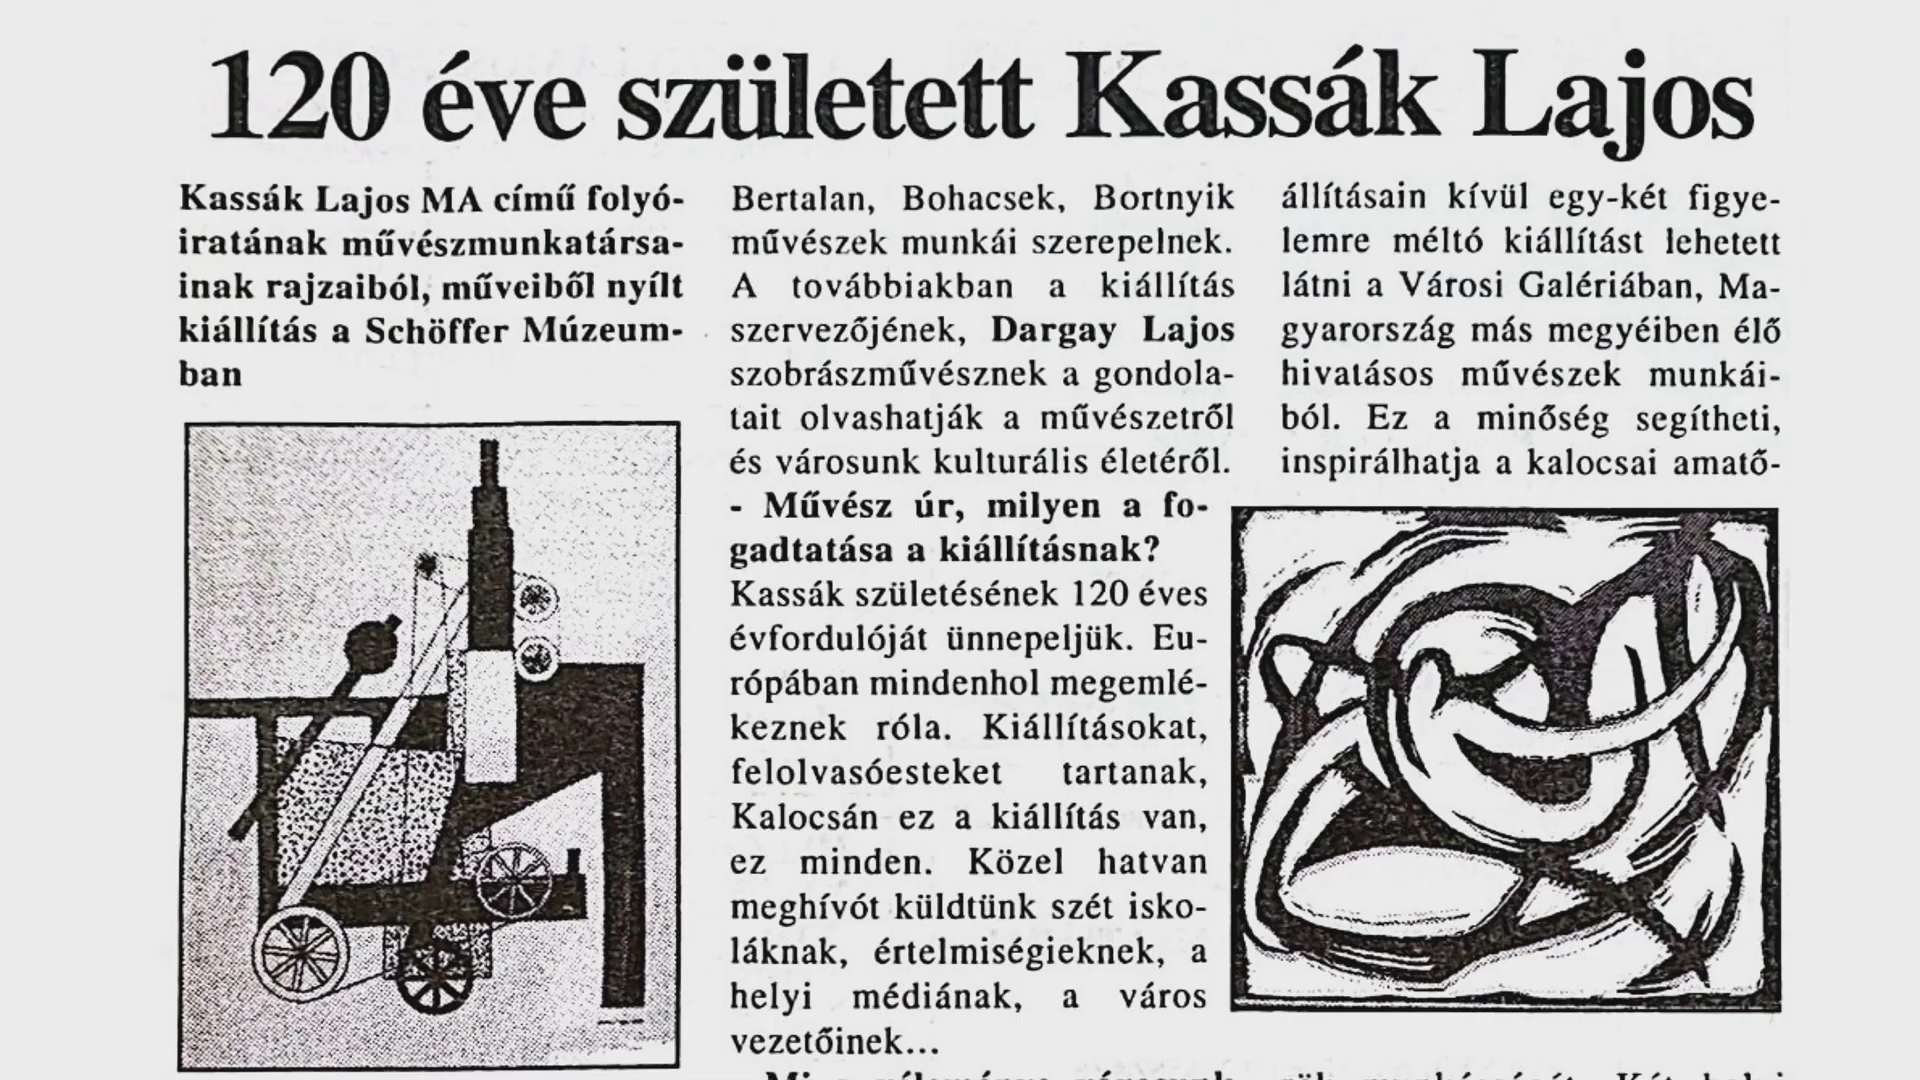 120 éve született Kassák Lajos
Kassák Lajos MA című folyó-
iratának művészmunkatársa-
inak rajzaiból, műveiből nyílt
kiállítás a Schöffer Múzeum-
ban
Bertalan, Bohacsek, Bortnyik
művészek munkái szerepelnek.
A továbbiakban a kiállítás
szervezőjének, Dargay Lajos
szobrászművésznek a gondola-
tait olvashatják a művészetről
és városunk kulturális életéről.
- Művész úr, milyen a fo-
gadtatása a kiállításnak?
Kassák születésének 120 éves
évfordulóját ünnepeljük. Eu-
rópában mindenhol megemlé-
keznek róla. Kiállításokat,
felolvasóesteket tartanak,
Kalocsán ez a kiállítás van,
ez minden. Közel hatvan
meghívót küldtünk szét isko-
láknak, értelmiségieknek, a
helyi médiának, a város
vezetőinek...
állításain kívül egy-két figye-
lemre méltó kiállítást lehetett
látni a Városi Galériában, Ma-
gyarország más megyéiben élő
hivatásos művészek munkái-
ból. Ez a minőség segítheti,
inspirálhatja a kalocsai amatő-